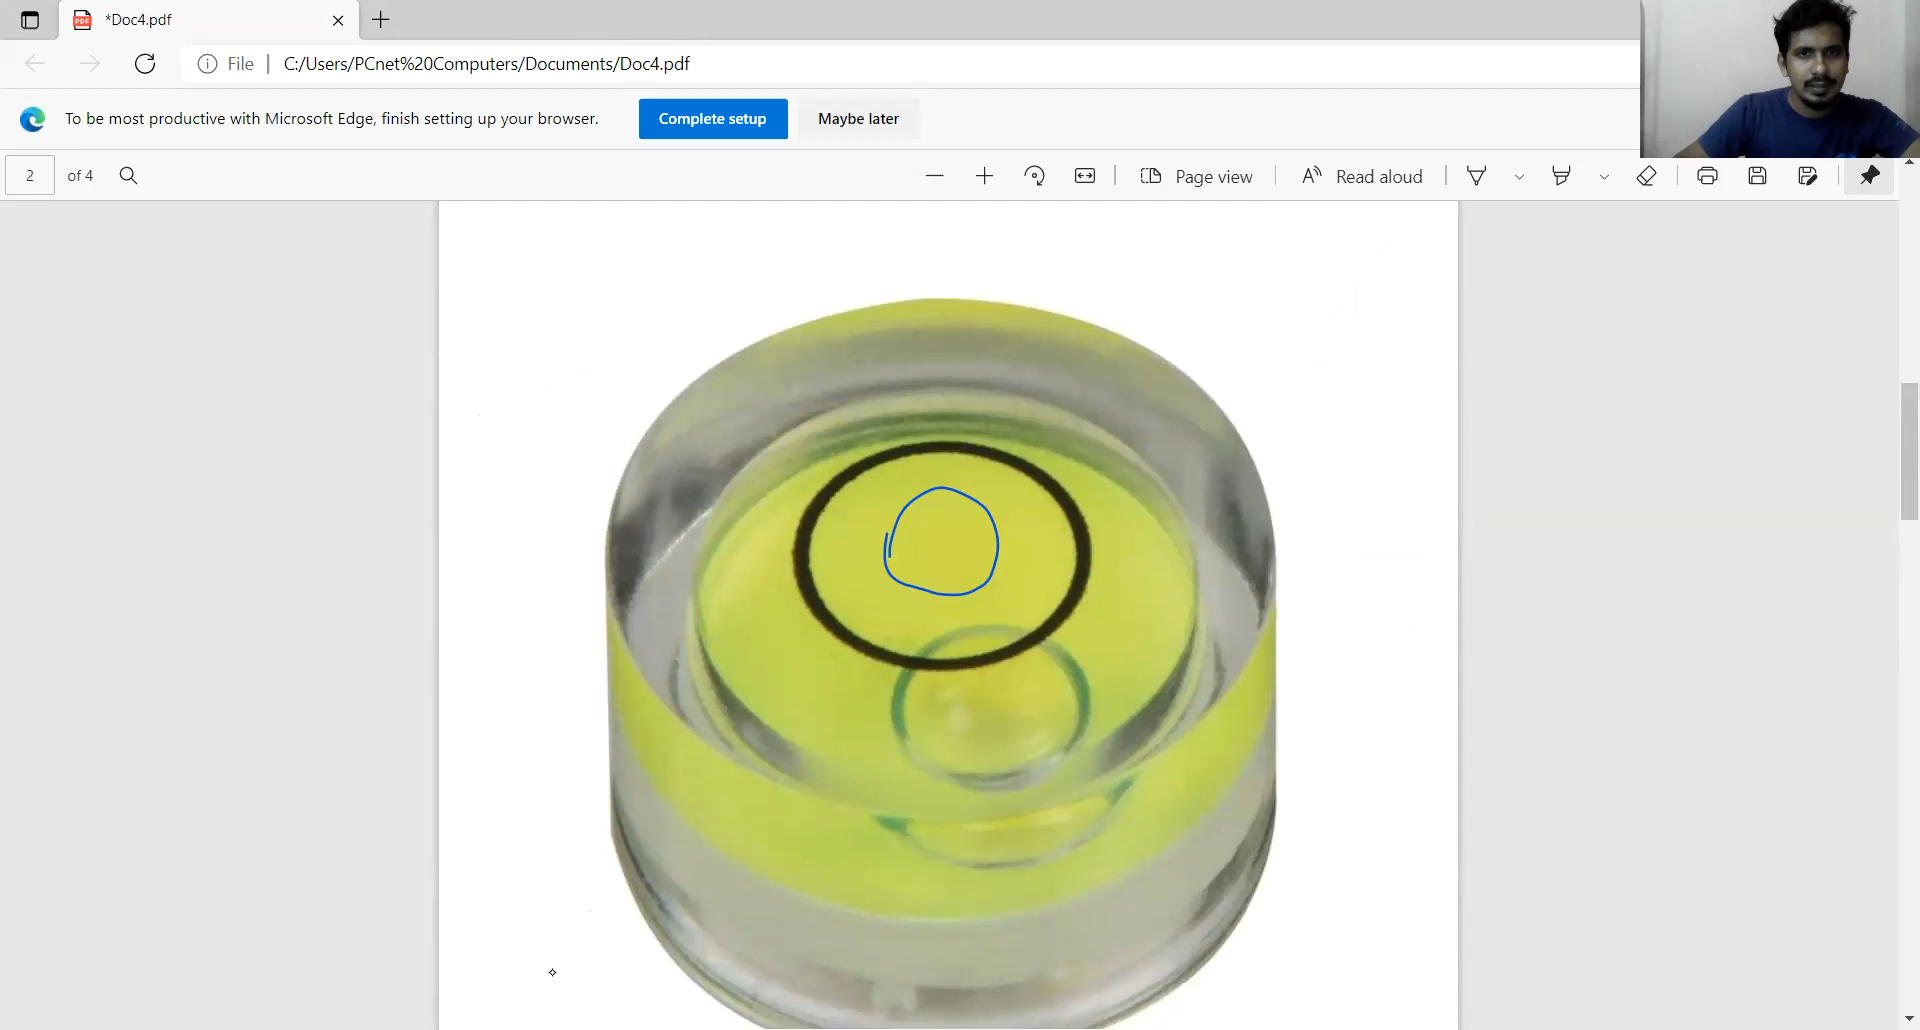 *Doc4.pdf
File
C:/Users/PCnet%20Computers/Documents/Doc4.pdf
To be most productive with Microsoft Edge, finish setting up your browser.
Complete setup
Maybe later
2 of 4
Page view
Read aloud